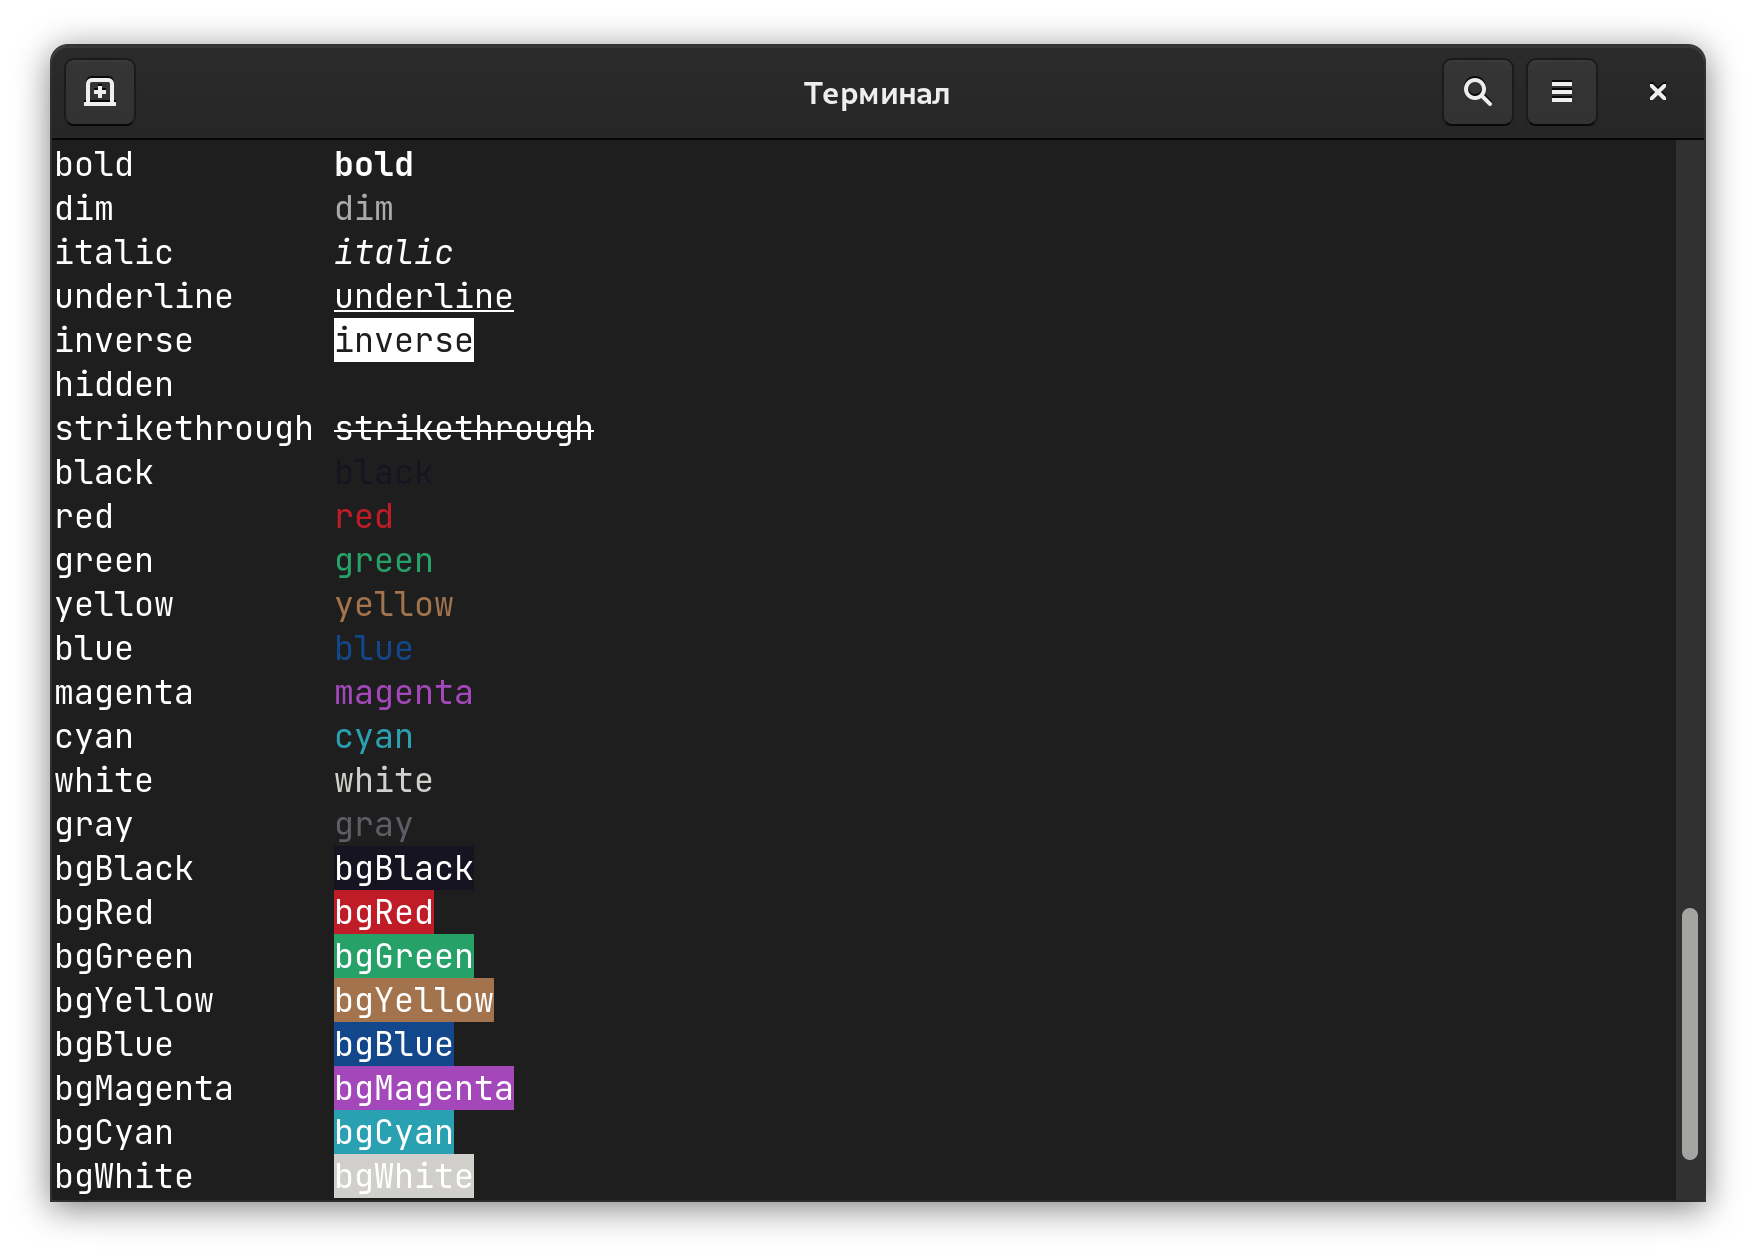 Терминал
bold bold
dim dim
italic italic
underline underline
inverse inverse
hidden
strikethrough strikethrough
black black
red red
green green
yellow yellow
blue blue
magenta magenta
cyan cyan
white white
gray gray
bgBlack bgBlack
bgRed bgRed
bgGreen bgGreen
bgYellow bgYellow
bgBlue bgBlue
bgMagenta bgMagenta
bgCyan bgCyan
bgWhite bgWhite